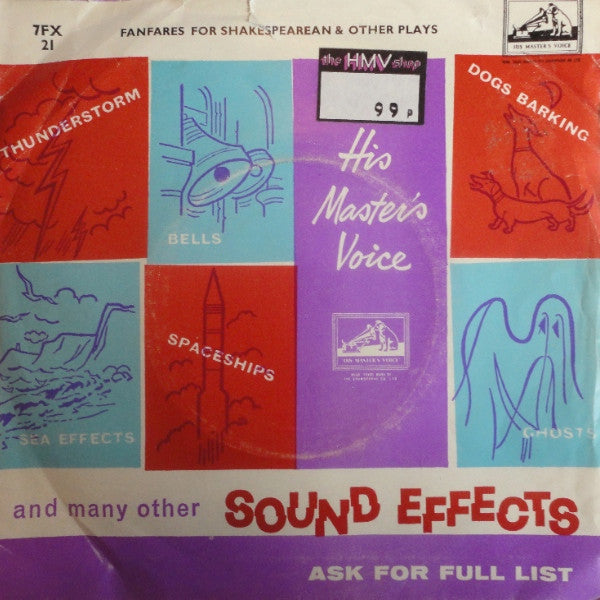 7FX
21
FANFARES FOR SHAKESPEAREAN & OTHER PLAYS
HIS MASTER'S VOICE
the HMV shop
99p
THUNDERSTORM
BELLS
His
Master's
Voice
DOGS BARKING
SEA EFFECTS
SPACESHIPS
HIS MASTER'S VOICE
GHOSTS
and many other SOUND EFFECTS
ASK FOR FULL LIST